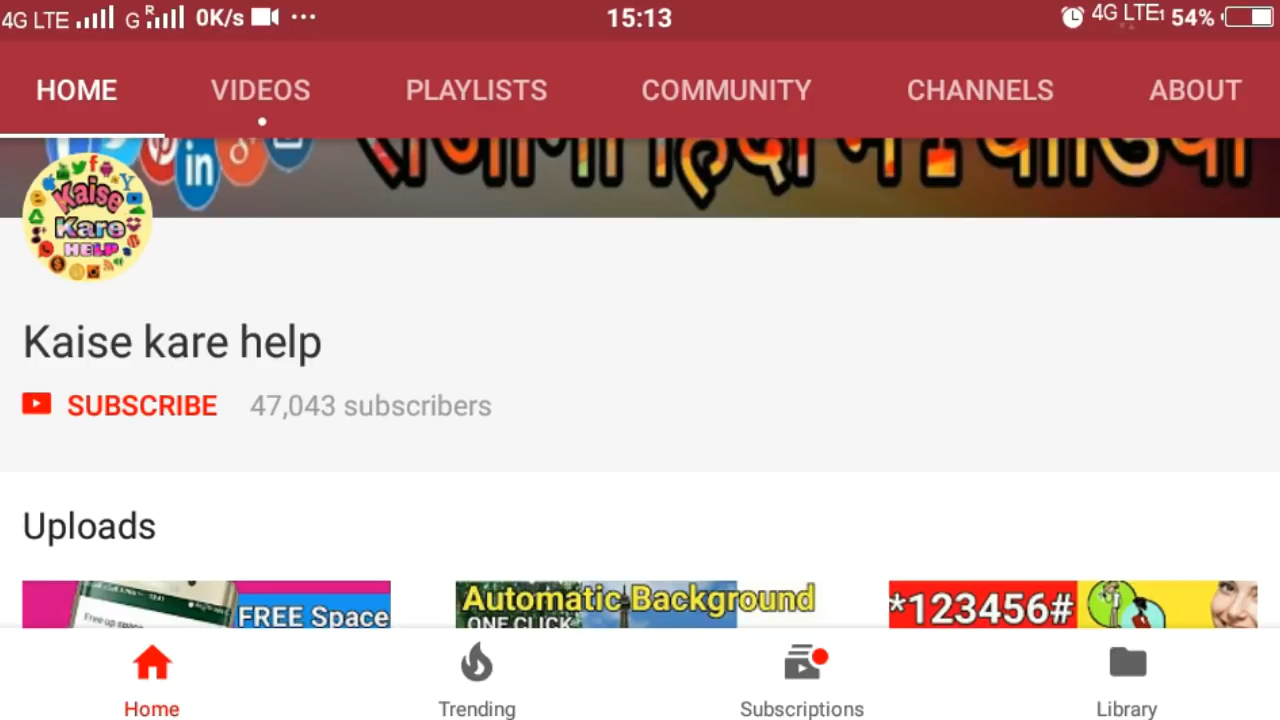 4G LTE G R 0K/s 15:13 4G LTE 54%
HOME VIDEOS PLAYLISTS COMMUNITY CHANNELS ABOUT
in
Kaise
Kare
HELP
Kaise kare help
SUBSCRIBE 47,043 subscribers
Uploads
FREE Space
Automatic Background
ONE CLICK
*123456#
Home Trending Subscriptions Library